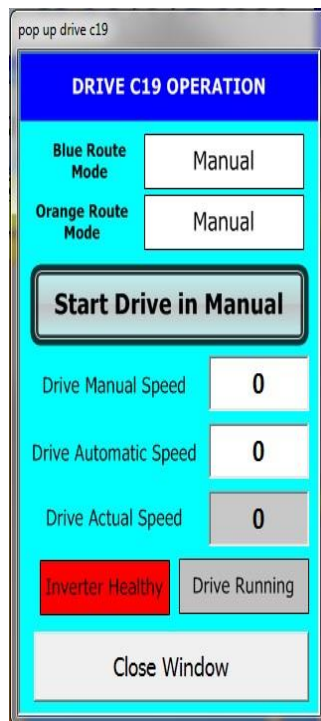 pop up drive c19
DRIVE C19 OPERATION
Blue Route
Mode
Manual
Orange Route
Mode
Manual
Start Drive in Manual
Drive Manual Speed
0
Drive Automatic Speed
0
Drive Actual Speed
0
Inverter Healthy
Drive Running
Close Window